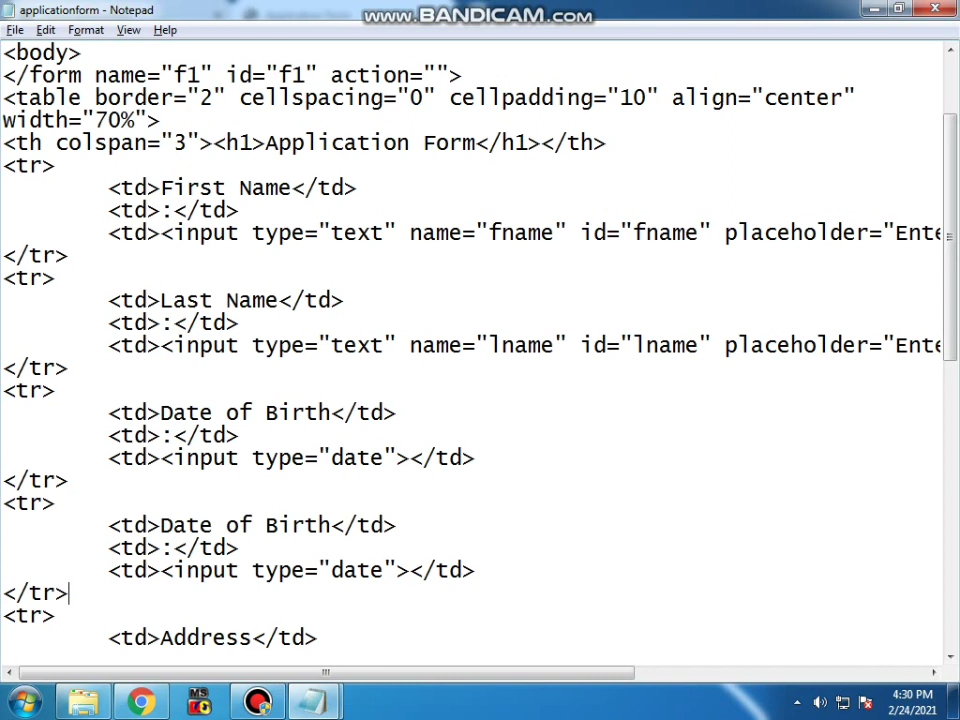 applicationform - Notepad
www.BANDICAM.com
File Edit Format View Help
<body>
</form name="f1" id="f1" action="">
<table border="2" cellspacing="0" cellpadding="10" align="center"
width="70%">
<th colspan="3"><h1>Application Form</h1></th>
<tr>
<td>First Name</td>
<td>:</td>
<td><input type="text" name="fname" id="fname" placeholder="Ente
</tr>
<tr>
<td>Last Name</td>
<td>:</td>
<td><input type="text" name="lname" id="lname" placeholder="Ente
</tr>
<tr>
<td>Date of Birth</td>
<td>:</td>
<td><input type="date"></td>
</tr>
<tr>
<td>Date of Birth</td>
<td>:</td>
<td><input type="date"></td>
</tr>
<tr>
<td>Address</td>
MS
4:30 PM
2/24/2021